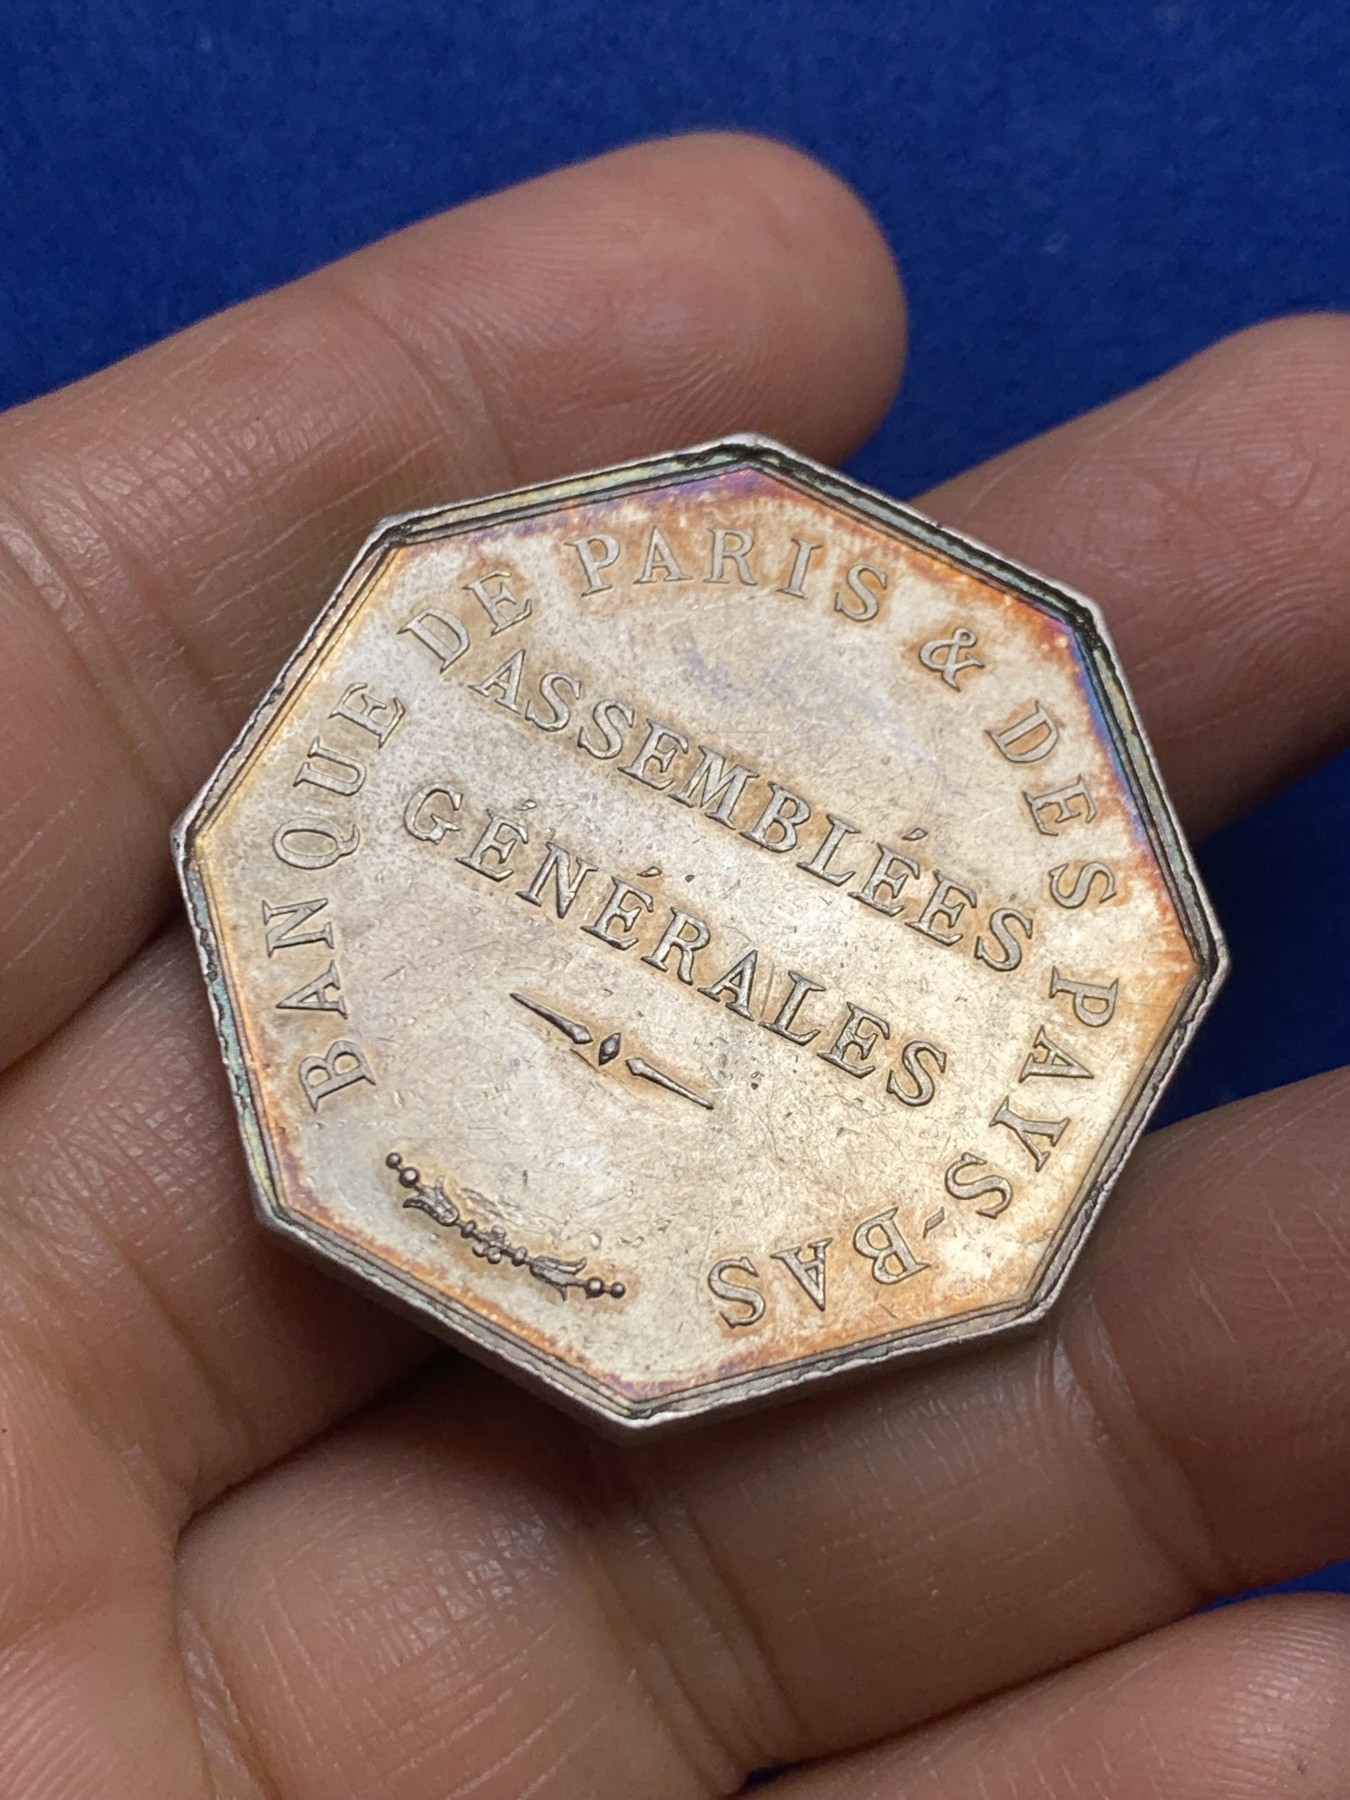 BANQUE DE PARIS & DES PAYS-BAS
ASSEMBLÉES
GÉNÉRALES